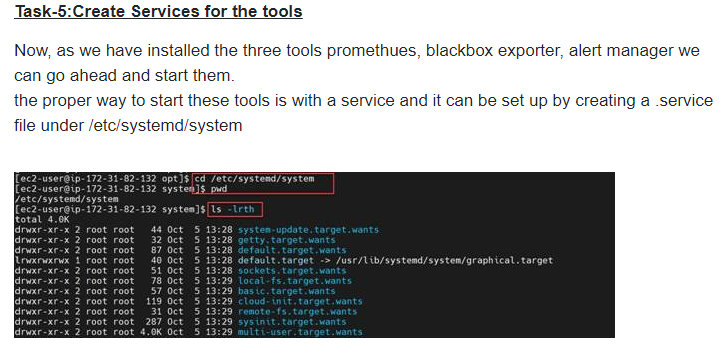 Task-5:Create Services for the tools
Now, as we have installed the three tools promethues, blackbox exporter, alert manager we
can go ahead and start them.
the proper way to start these tools is with a service and it can be set up by creating a .service
file under /etc/systemd/system
[ec2-user@ip-172-31-82-132 opt]$ cd /etc/systemd/system
[ec2-user@ip-172-31-82-132 system]$ pwd
/etc/systemd/system
[ec2-user@ip-172-31-82-132 system]$ ls -lrth
total 4.0K
drwxr-xr-x 2 root root   44 Oct  5 13:28 system-update.target.wants
drwxr-xr-x 2 root root   32 Oct  5 13:28 getty.target.wants
drwxr-xr-x 2 root root   87 Oct  5 13:28 default.target.wants
lrwxrwxrwx 1 root root   40 Oct  5 13:28 default.target -> /usr/lib/systemd/system/graphical.target
drwxr-xr-x 2 root root   51 Oct  5 13:28 sockets.target.wants
drwxr-xr-x 2 root root   78 Oct  5 13:29 local-fs.target.wants
drwxr-xr-x 2 root root   57 Oct  5 13:29 basic.target.wants
drwxr-xr-x 2 root root  119 Oct  5 13:29 cloud-init.target.wants
drwxr-xr-x 2 root root   31 Oct  5 13:29 remote-fs.target.wants
drwxr-xr-x 2 root root  287 Oct  5 13:29 sysinit.target.wants
drwxr-xr-x 2 root root 4.0K Oct  5 13:29 multi-user.target.wants